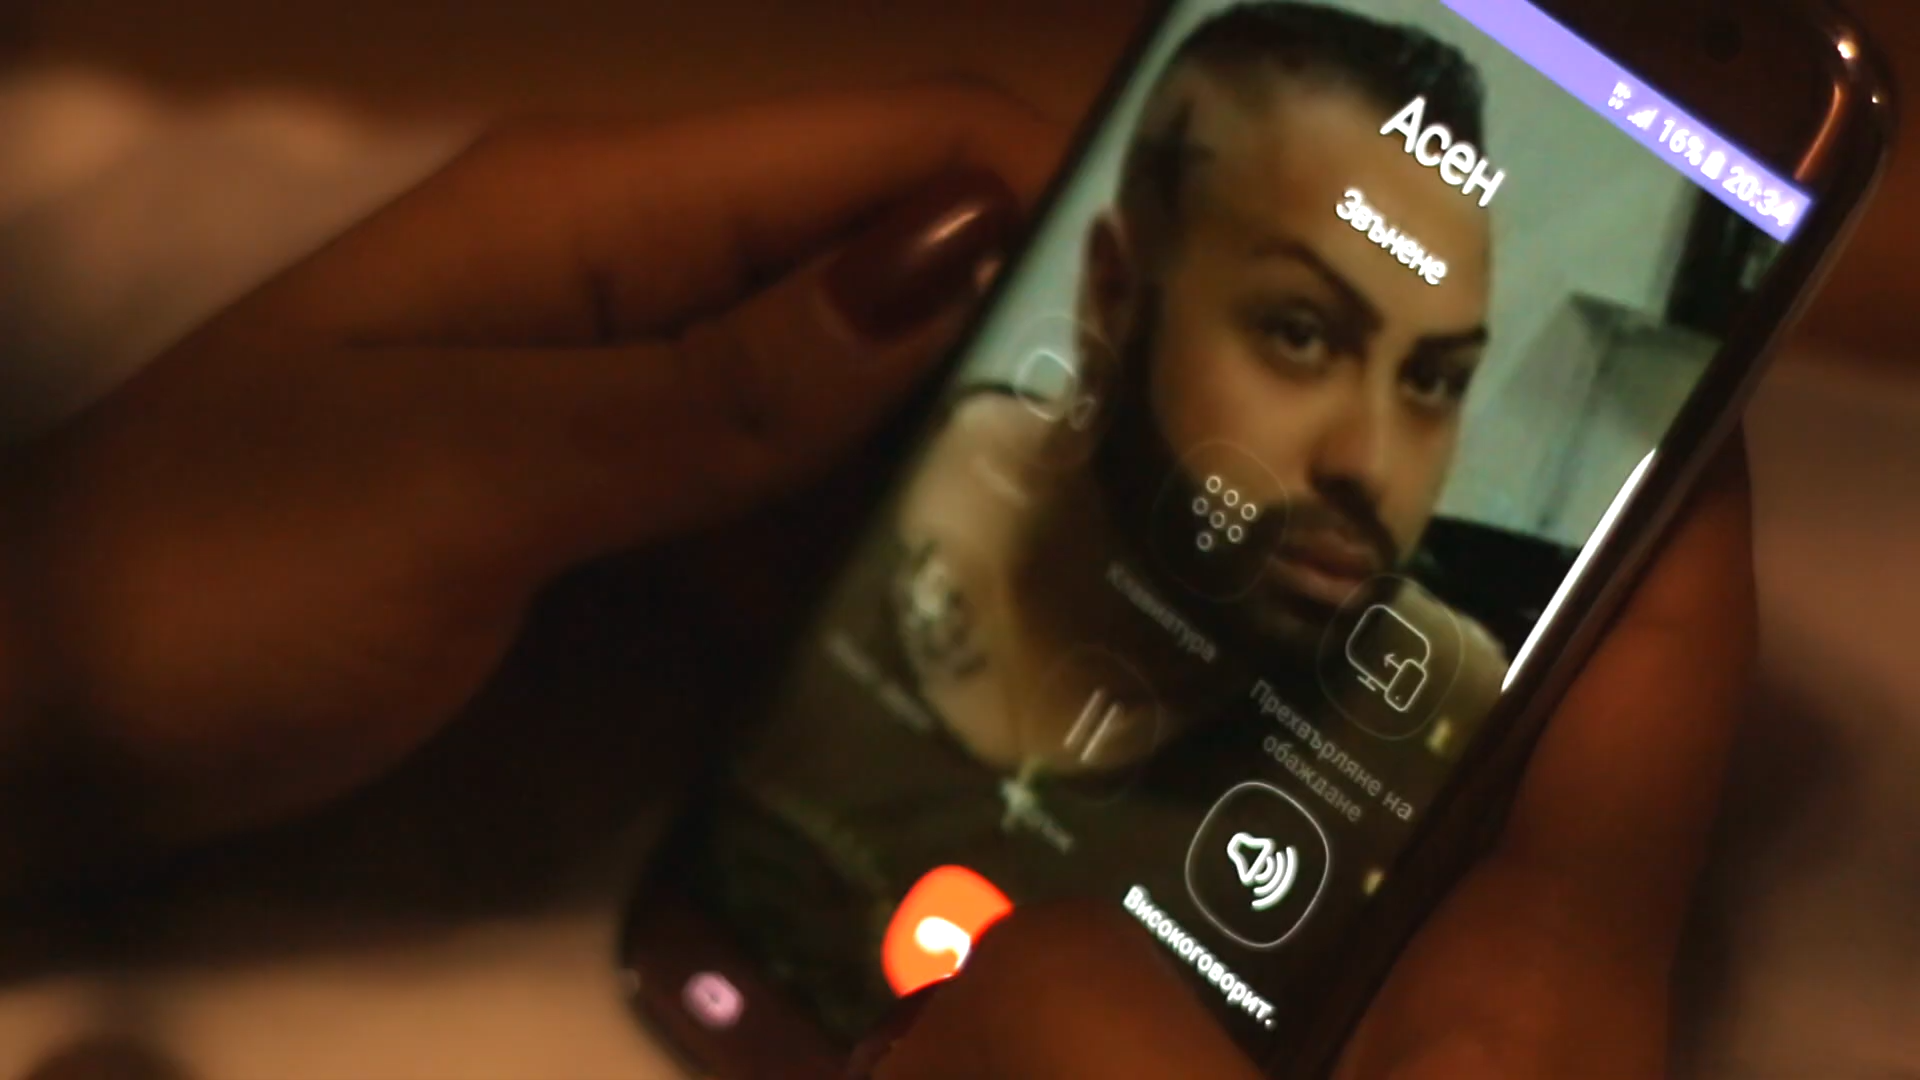 16% 20:34
Асен
Звънене
Клавиатура
Прехвърляне на
обаждане
Високоговорит.